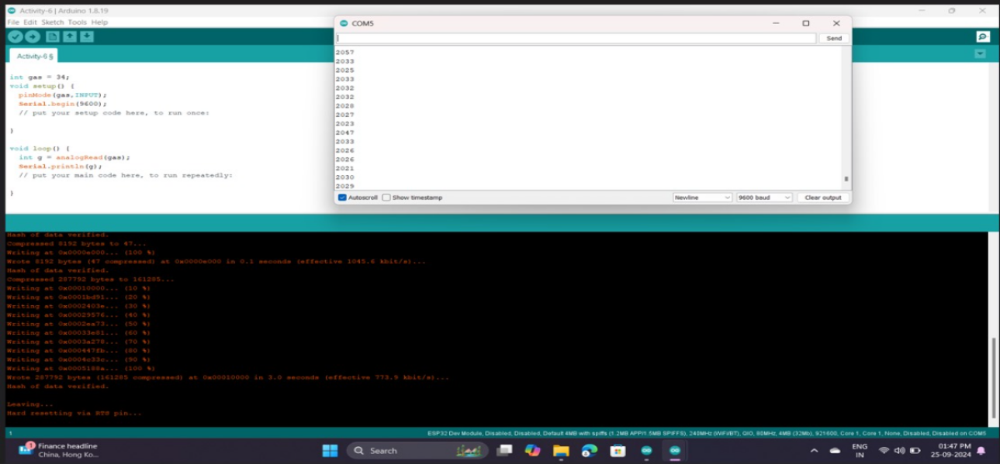 Activity-6 | Arduino 1.8.19
File Edit Sketch Tools Help
Activity-6 §
int gas = 34;
void setup() {
pinMode(gas,INPUT);
Serial.begin(9600);
// put your setup code here, to run once:
}
void loop() {
int g = analogRead(gas);
Serial.println(g);
// put your main code here, to run repeatedly:
}
COM5
Send
2057
2033
2025
2033
2032
2032
2028
2027
2023
2047
2033
2026
2026
2021
2030
2029
Autoscroll Show timestamp Newline 9600 baud Clear output
Hash of data verified.
Compressed 8192 bytes to 47...
Writing at 0x0000e000... (100 %)
Wrote 8192 bytes (47 compressed) at 0x0000e000 in 0.1 seconds (effective 1045.6 kbit/s)...
Hash of data verified.
Compressed 287792 bytes to 161285...
Writing at 0x00010000... (10 %)
Writing at 0x0001bd91... (20 %)
Writing at 0x0002403e... (30 %)
Writing at 0x00029576... (40 %)
Writing at 0x0002ea73... (50 %)
Writing at 0x00033e81... (60 %)
Writing at 0x0003a278... (70 %)
Writing at 0x000447fb... (80 %)
Writing at 0x0004c33c... (90 %)
Writing at 0x0005188a... (100 %)
Wrote 287792 bytes (161285 compressed) at 0x00010000 in 3.0 seconds (effective 773.9 kbit/s)...
Hash of data verified.
Leaving...
Hard resetting via RTS pin...
1 ESP32 Dev Module, Disabled, Disabled, Default 4MB with spiffs (1.2MB APP/1.5MB SPIFFS), 240MHz (WiFi/BT), QIO, 80MHz, 4MB (32Mb), 921600, Core 1, Core 1, None, Disabled, Disabled on COM5
1
Finance headline
China, Hong Ko...
Search
ENG
IN
01:47 PM
25-09-2024